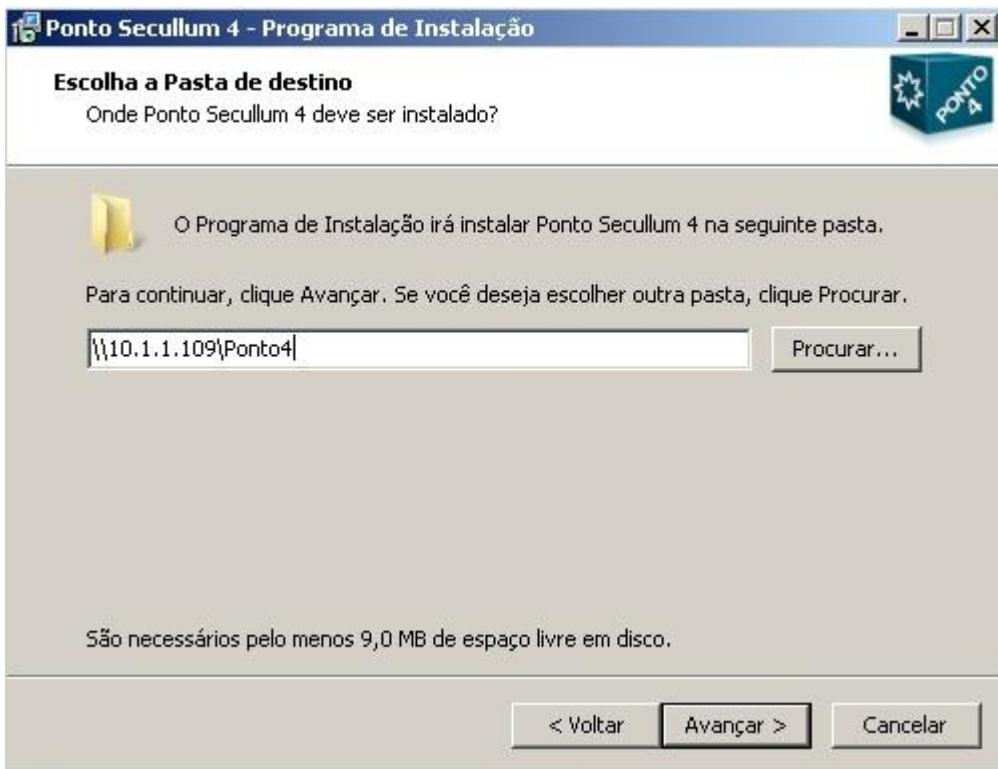 Ponto Secullum 4 - Programa de Instalação
Escolha a Pasta de destino
Onde Ponto Secullum 4 deve ser instalado?
PONTO
4
O Programa de Instalação irá instalar Ponto Secullum 4 na seguinte pasta.
Para continuar, clique Avançar. Se você deseja escolher outra pasta, clique Procurar.
\\10.1.1.109\Ponto4
Procurar...
São necessários pelo menos 9,0 MB de espaço livre em disco.
< Voltar
Avançar >
Cancelar